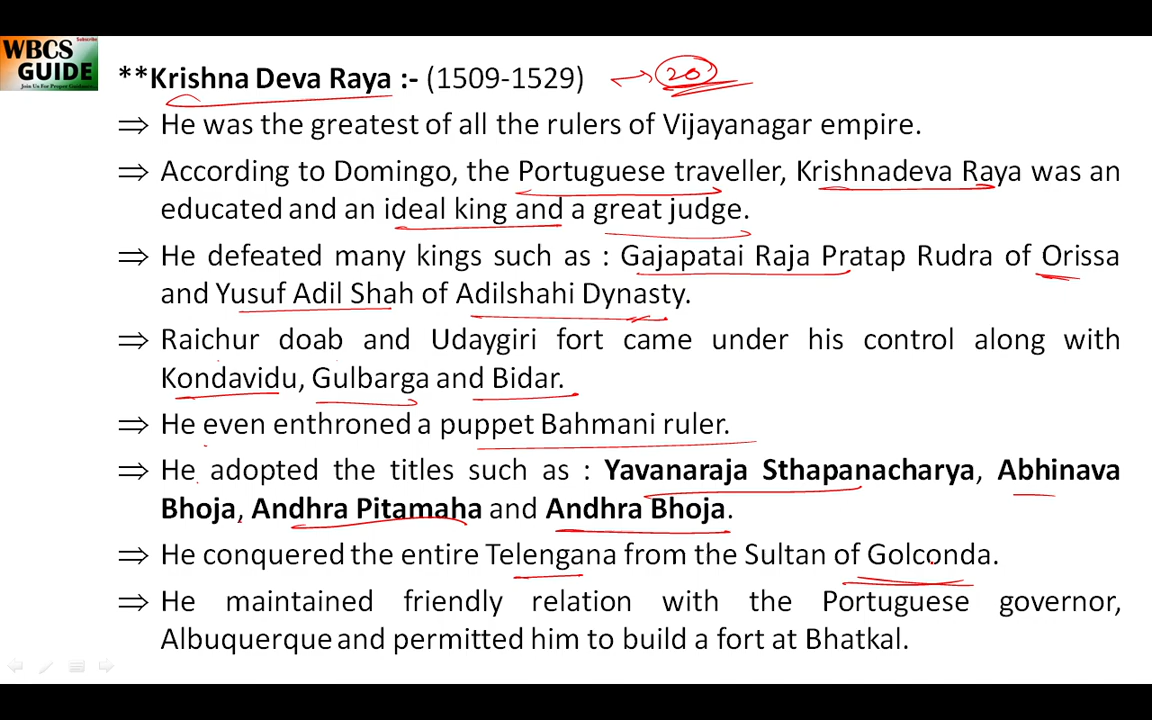 Subscribe
WBCS
GUIDE
Join Us For Proper Guidance
**Krishna Deva Raya :- (1509-1529) → 20
⇒ He was the greatest of all the rulers of Vijayanagar empire.
⇒ According to Domingo, the Portuguese traveller, Krishnadeva Raya was an
educated and an ideal king and a great judge.
⇒ He defeated many kings such as : Gajapatai Raja Pratap Rudra of Orissa
and Yusuf Adil Shah of Adilshahi Dynasty.
⇒ Raichur doab and Udaygiri fort came under his control along with
Kondavidu, Gulbarga and Bidar.
⇒ He even enthroned a puppet Bahmani ruler.
⇒ He adopted the titles such as : Yavanaraja Sthapanacharya, Abhinava
Bhoja, Andhra Pitamaha and Andhra Bhoja.
⇒ He conquered the entire Telengana from the Sultan of Golconda.
⇒ He maintained friendly relation with the Portuguese governor,
Albuquerque and permitted him to build a fort at Bhatkal.